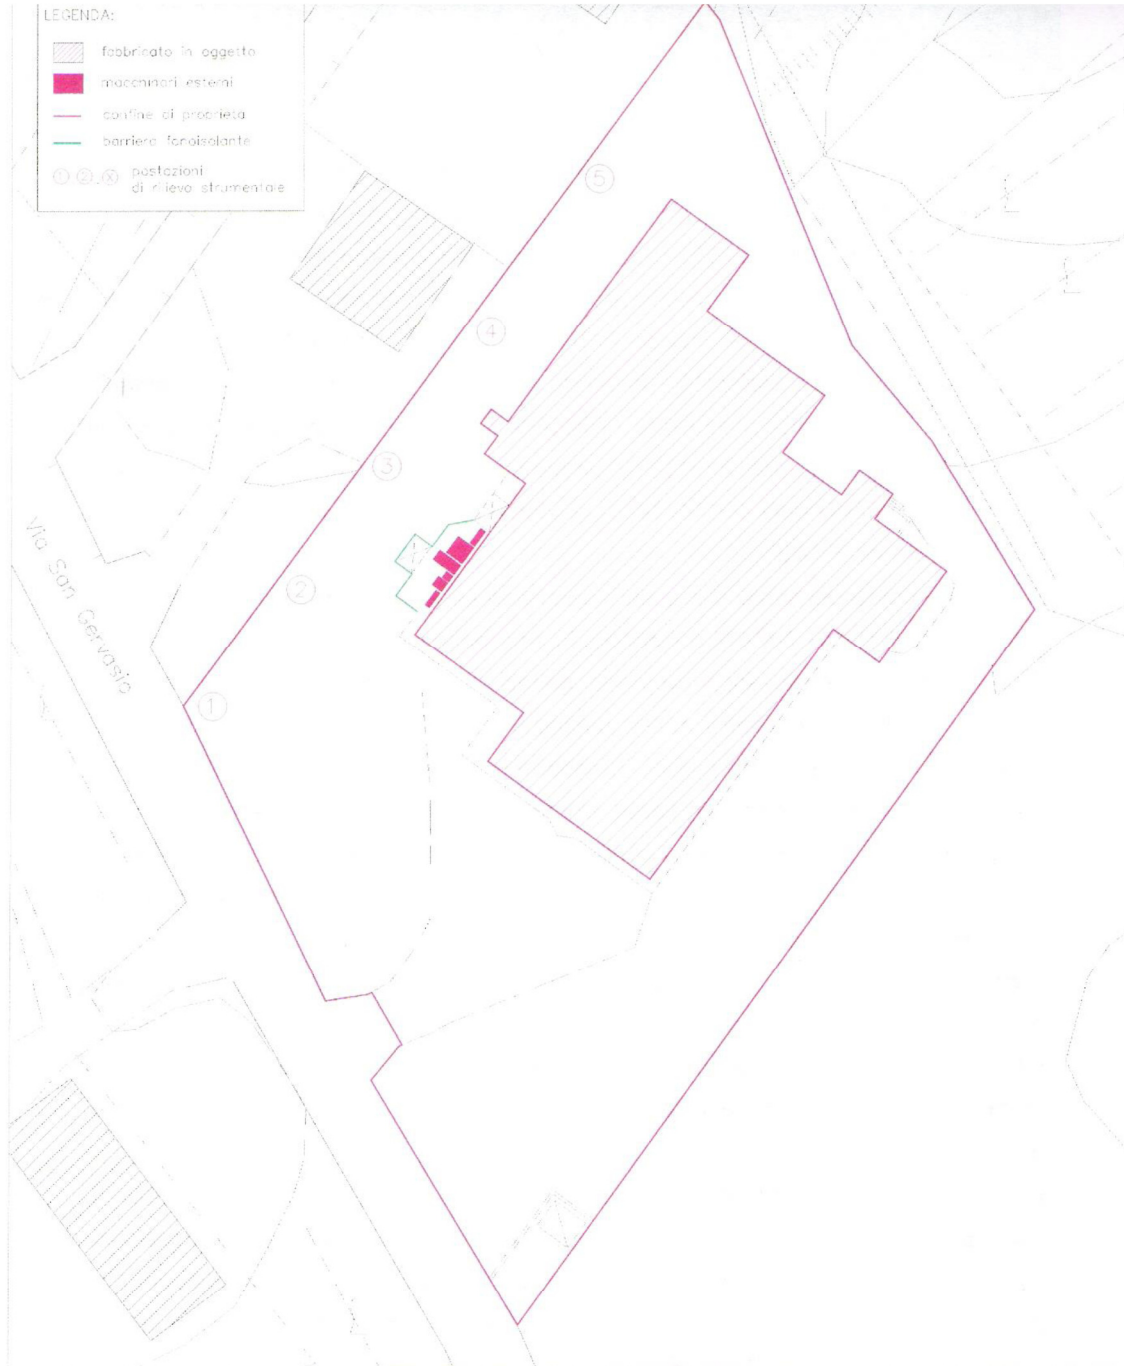 LEGENDA:
fabbricato in oggetto
macchinari esterni
confine di proprietà
barriera fonoisolante
① ② .. Ⓧ postazioni
di rilievo strumentale
5
4
3
2
1
Via San Gervasio